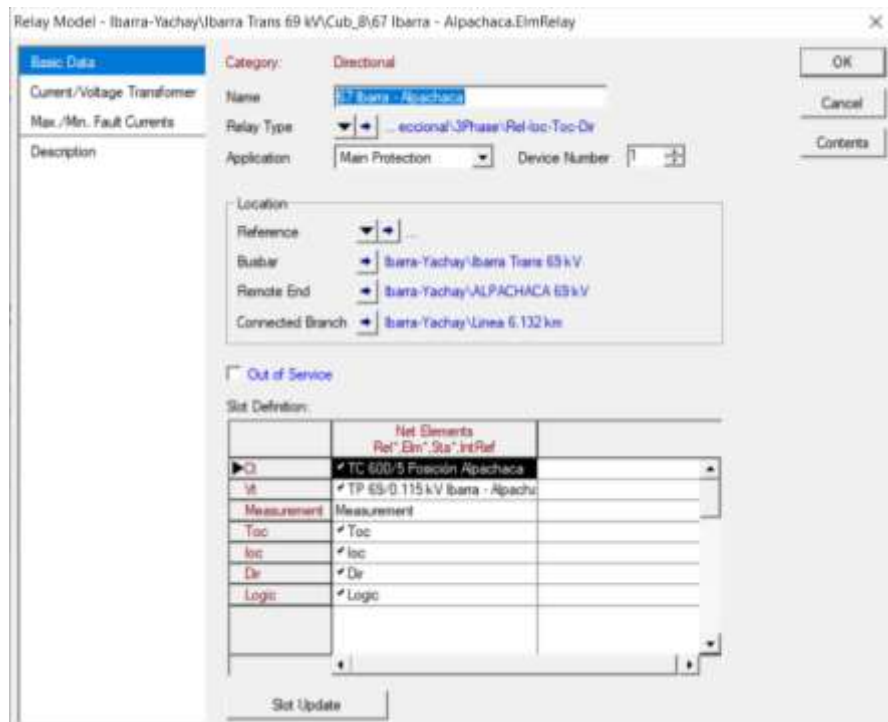 Relay Model - Ibarra-Yachay\Ibarra Trans 69 kV\Cub_8\67 Ibarra - Alpachaca.ElmRelay
Basic Data
Current/Voltage Transformer
Max./Min. Fault Currents
Description
Category: Directional
Name 67 Ibarra - Alpachaca
Relay Type ... eccional\3Phase\Rel-Ioc-Toc-Dir
Application Main Protection Device Number 1
OK
Cancel
Contents
Location
Reference ...
Busbar Ibarra-Yachay\Ibarra Trans 69 kV
Remote End Ibarra-Yachay\ALPACHACA 69 kV
Connected Branch Ibarra-Yachay\Linea 6.132 km
Out of Service
Slot Definition:
Net Elements
Rel*.Elm*.Sta*.IntRef
Ct TC 600/5 Posición Alpachaca
Vt TP 69/0.115 kV Ibarra - Alpacha
Measurement Measurement
Toc Toc
Ioc Ioc
Dir Dir
Logic Logic
Slot Update